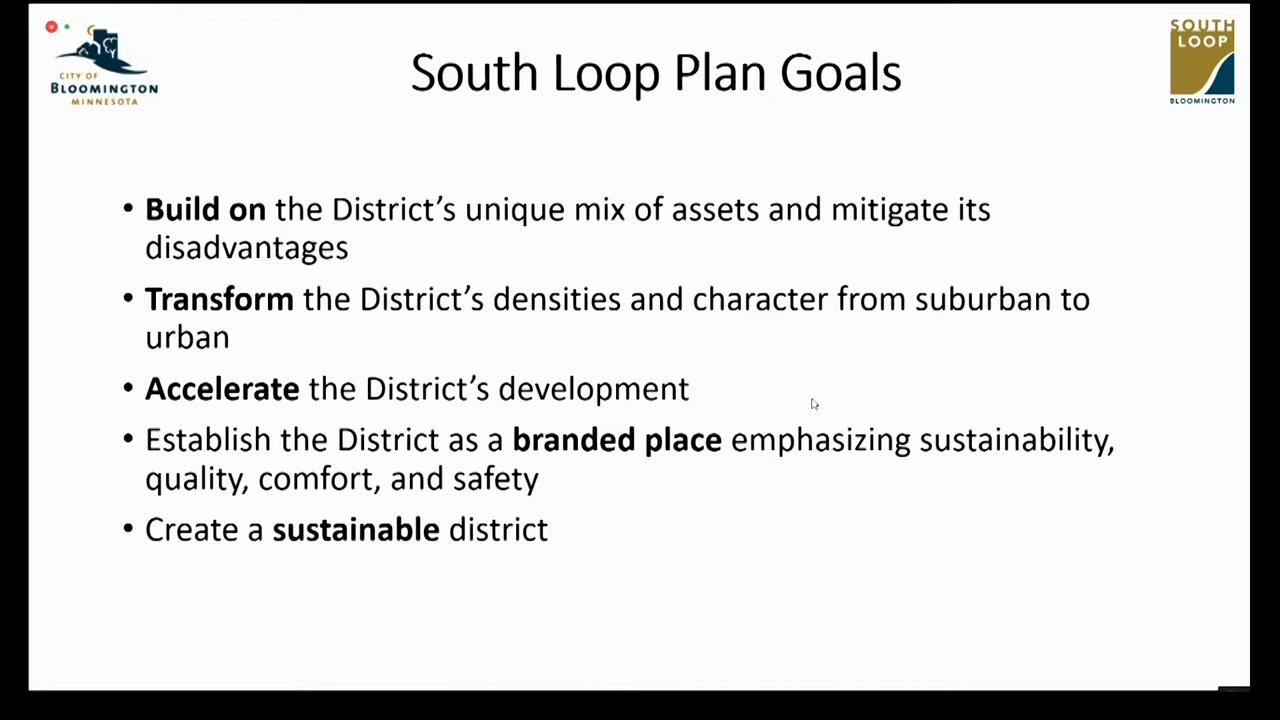 CITY OF
BLOOMINGTON
MINNESOTA
South Loop Plan Goals
SOUTH
LOOP
BLOOMINGTON
• Build on the District’s unique mix of assets and mitigate its
disadvantages
• Transform the District’s densities and character from suburban to
urban
• Accelerate the District’s development
• Establish the District as a branded place emphasizing sustainability,
quality, comfort, and safety
• Create a sustainable district